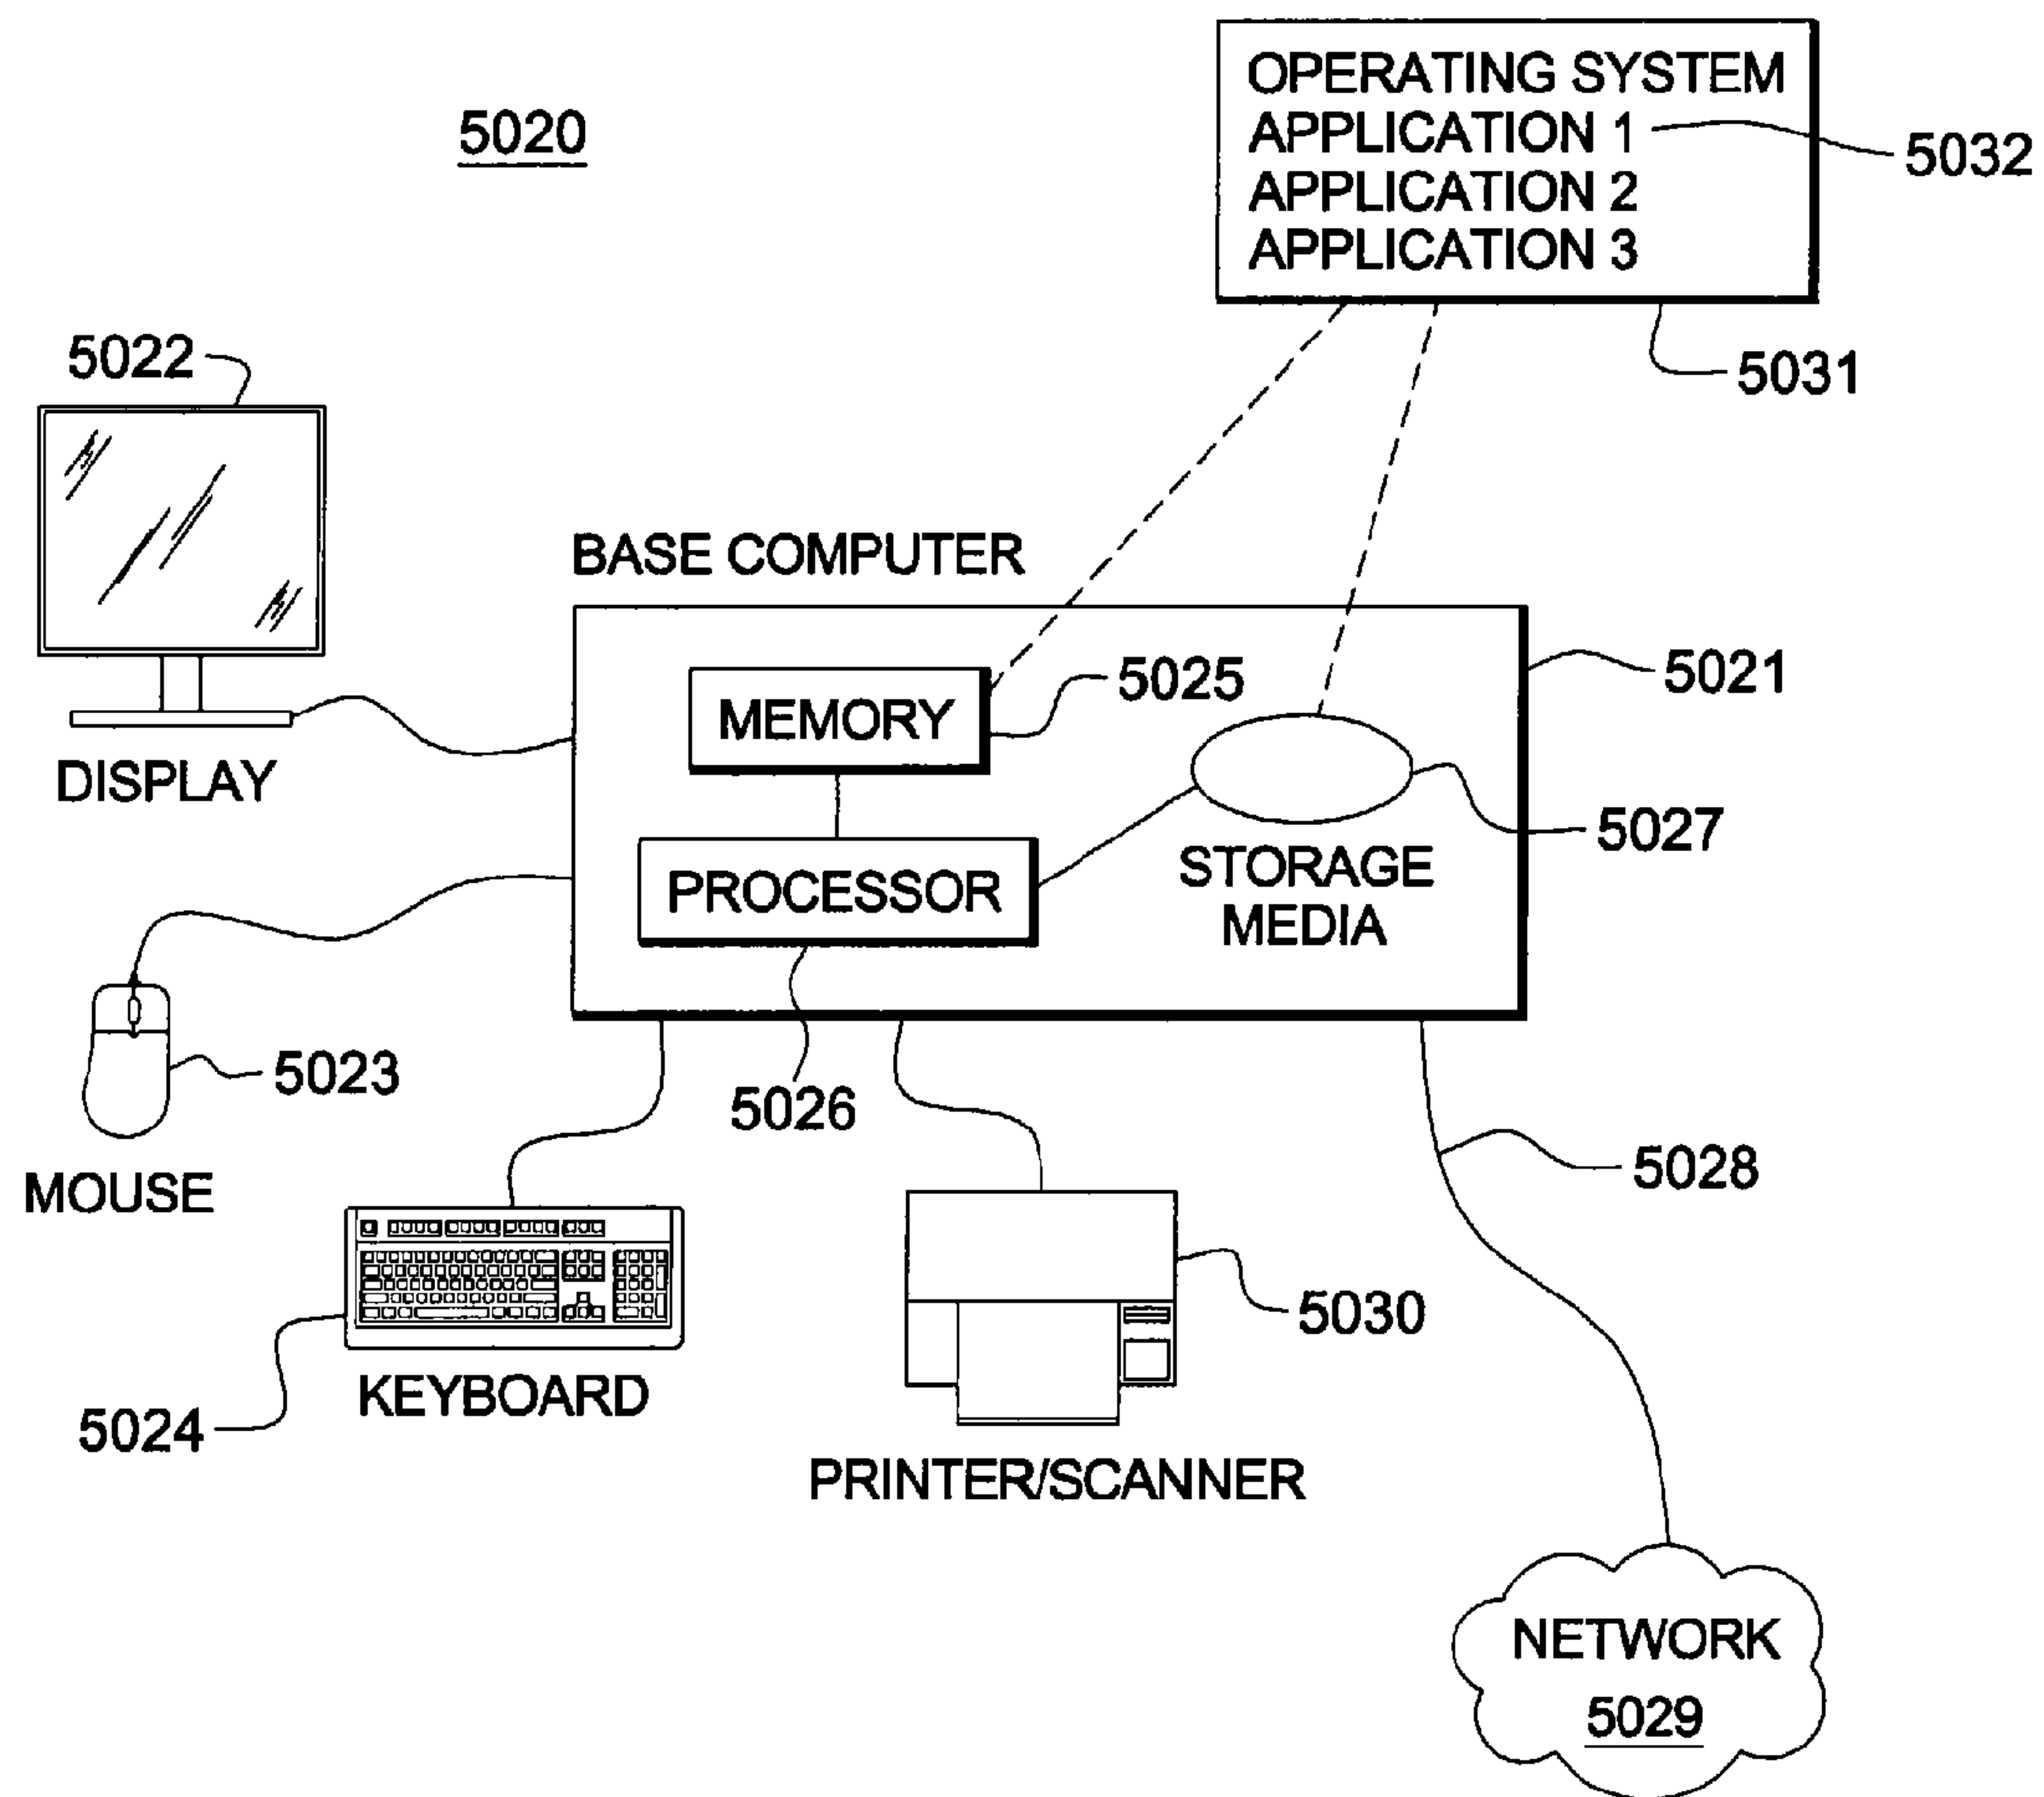 5020
OPERATING SYSTEM
APPLICATION 1
APPLICATION 2
APPLICATION 3
5032
5031
5022
DISPLAY
BASE COMPUTER
MEMORY
5025
5021
PROCESSOR
5027
STORAGE
MEDIA
5023
MOUSE
5026
5028
5024
KEYBOARD
5030
PRINTER/SCANNER
NETWORK
5029